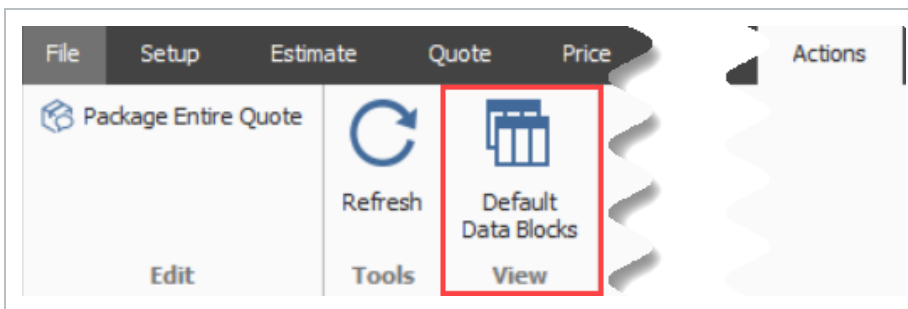 File Setup Estimate Quote Price Actions
Package Entire Quote
Refresh
Default
Data Blocks
Edit Tools View